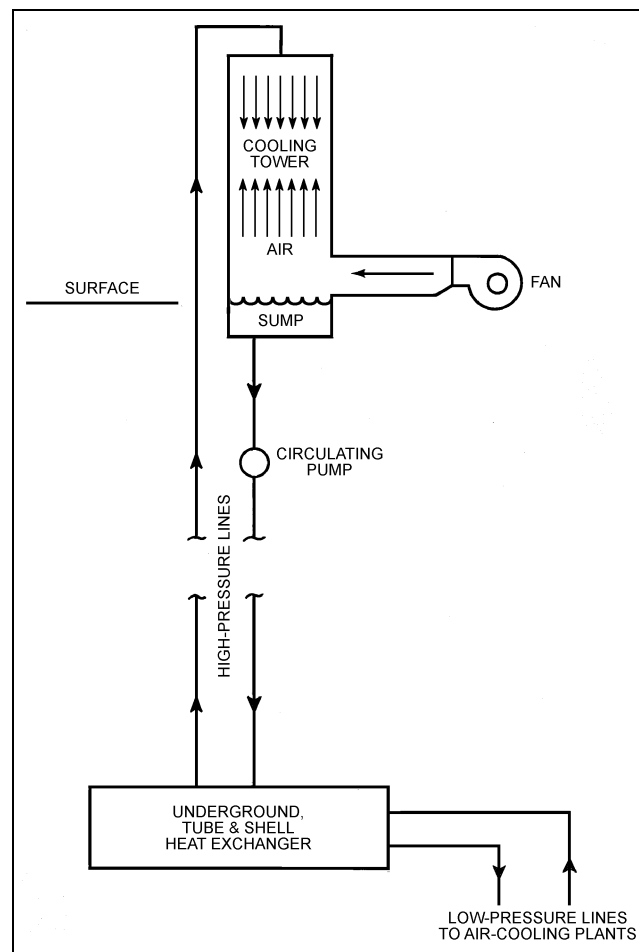 COOLING
TOWER
AIR
FAN
SURFACE
SUMP
CIRCULATING
PUMP
HIGH-PRESSURE LINES
UNDERGROUND,
TUBE & SHELL
HEAT EXCHANGER
LOW-PRESSURE LINES
TO AIR-COOLING PLANTS